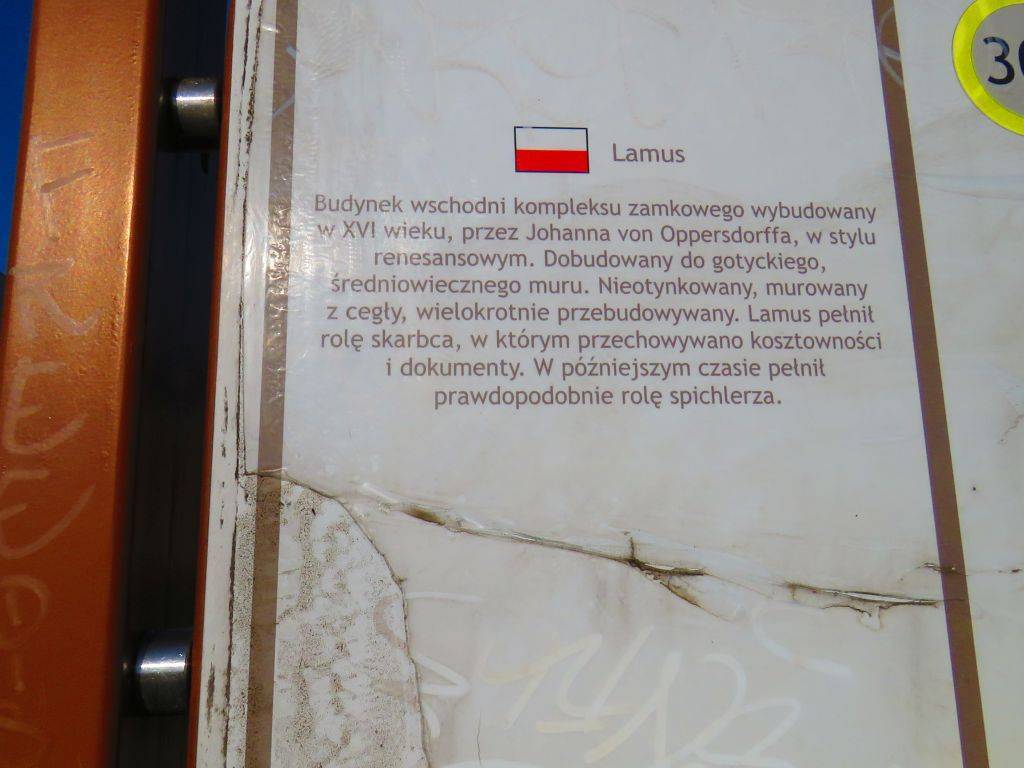 Lamus
Budynek wschodni kompleksu zamkowego wybudowany
w XVI wieku, przez Johanna von Oppersdorffa, w stylu
renesansowym. Dobudowany do gotyckiego,
średniowiecznego muru. Nieotynkowany, murowany
z cegły, wielokrotnie przebudowywany. Lamus pełnił
rolę skarbca, w którym przechowywano kosztowności
i dokumenty. W późniejszym czasie pełnił
prawdopodobnie rolę spichlerza.